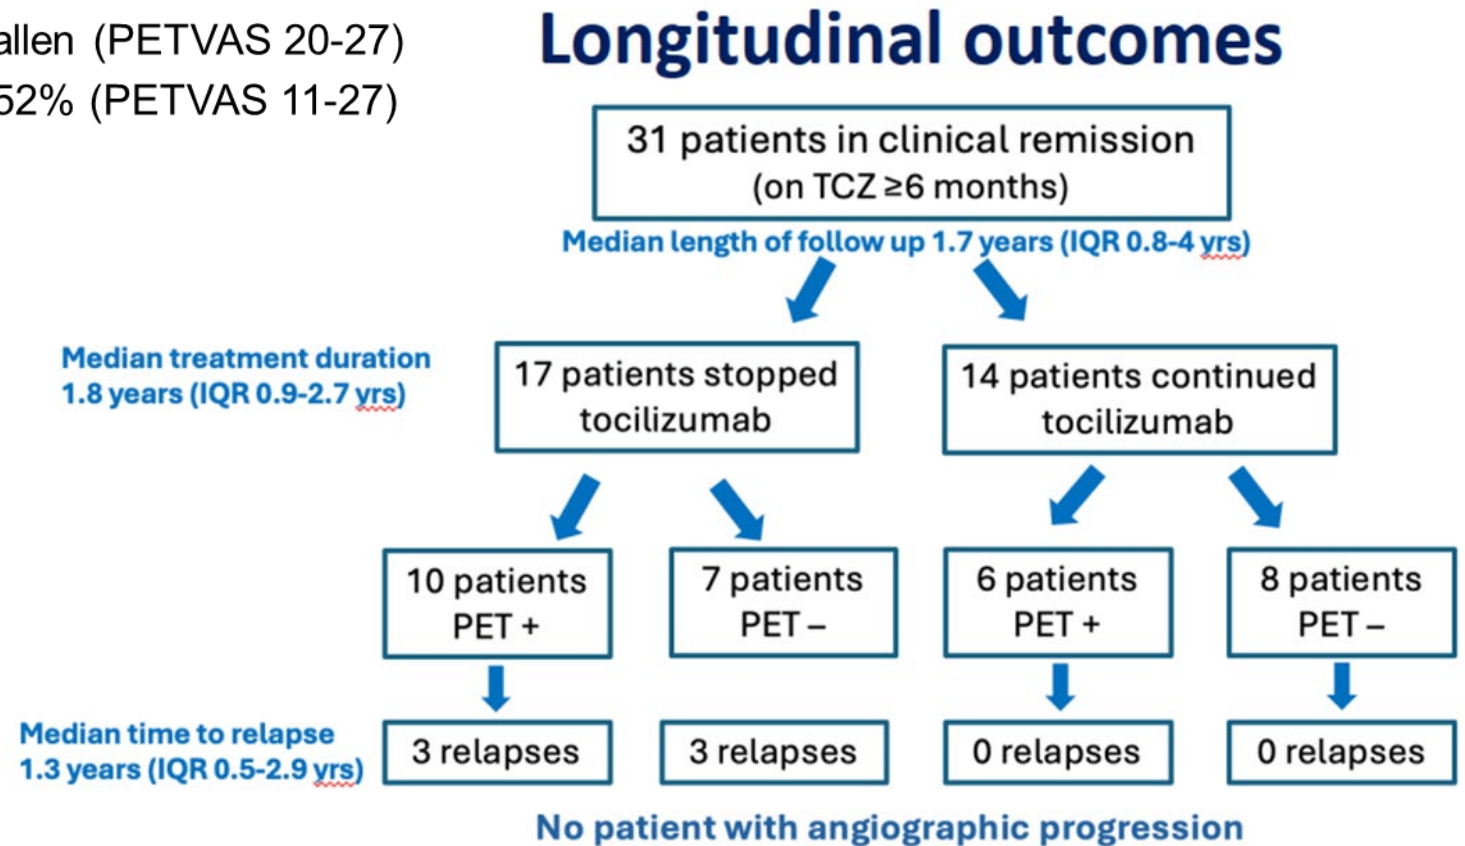 allen (PETVAS 20-27)
52% (PETVAS 11-27)
Longitudinal outcomes
31 patients in clinical remission
(on TCZ ≥6 months)
Median length of follow up 1.7 years (IQR 0.8-4 yrs)
Median treatment duration
1.8 years (IQR 0.9-2.7 yrs)
17 patients stopped
tocilizumab
14 patients continued
tocilizumab
10 patients
PET +
7 patients
PET –
6 patients
PET +
8 patients
PET –
Median time to relapse
1.3 years (IQR 0.5-2.9 yrs)
3 relapses
3 relapses
0 relapses
0 relapses
No patient with angiographic progression